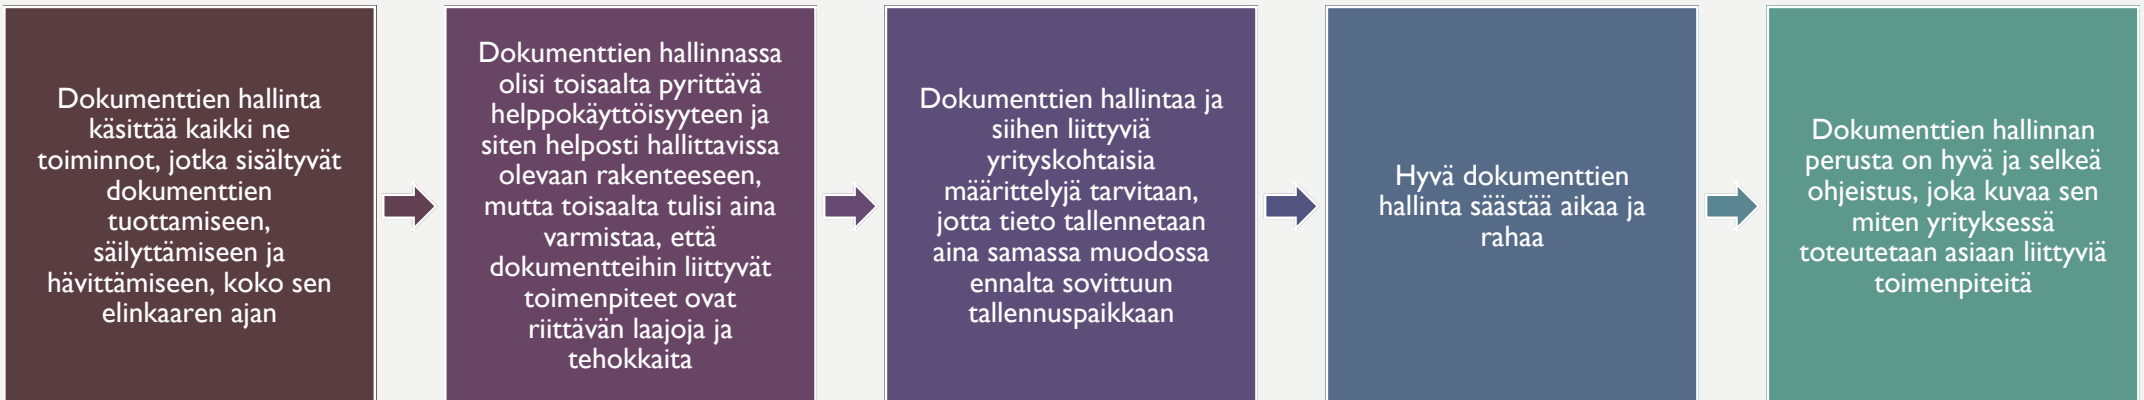 Dokumenttien hallinta
käsittää kaikki ne
toiminnot, jotka sisältyvät
dokumenttien
tuottamiseen,
säilyttämiseen ja
hävittämiseen, koko sen
elinkaaren ajan
Dokumenttien hallinnassa
olisi toisaalta pyrittävä
helppokäyttöisyyteen ja
siten helposti hallittavissa
olevaan rakenteeseen,
mutta toisaalta tulisi aina
varmistaa, että
dokumentteihin liittyvät
toimenpiteet ovat
riittävän laajoja ja
tehokkaita
Dokumenttien hallintaa ja
siihen liittyviä
yrityskohtaisia
määrittelyjä tarvitaan,
jotta tieto tallennetaan
aina samassa muodossa
ennalta sovittuun
tallennuspaikkaan
Hyvä dokumenttien
hallinta säästää aikaa ja
rahaa
Dokumenttien hallinnan
perusta on hyvä ja selkeä
ohjeistus, joka kuvaa sen
miten yrityksessä
toteutetaan asiaan liittyviä
toimenpiteitä